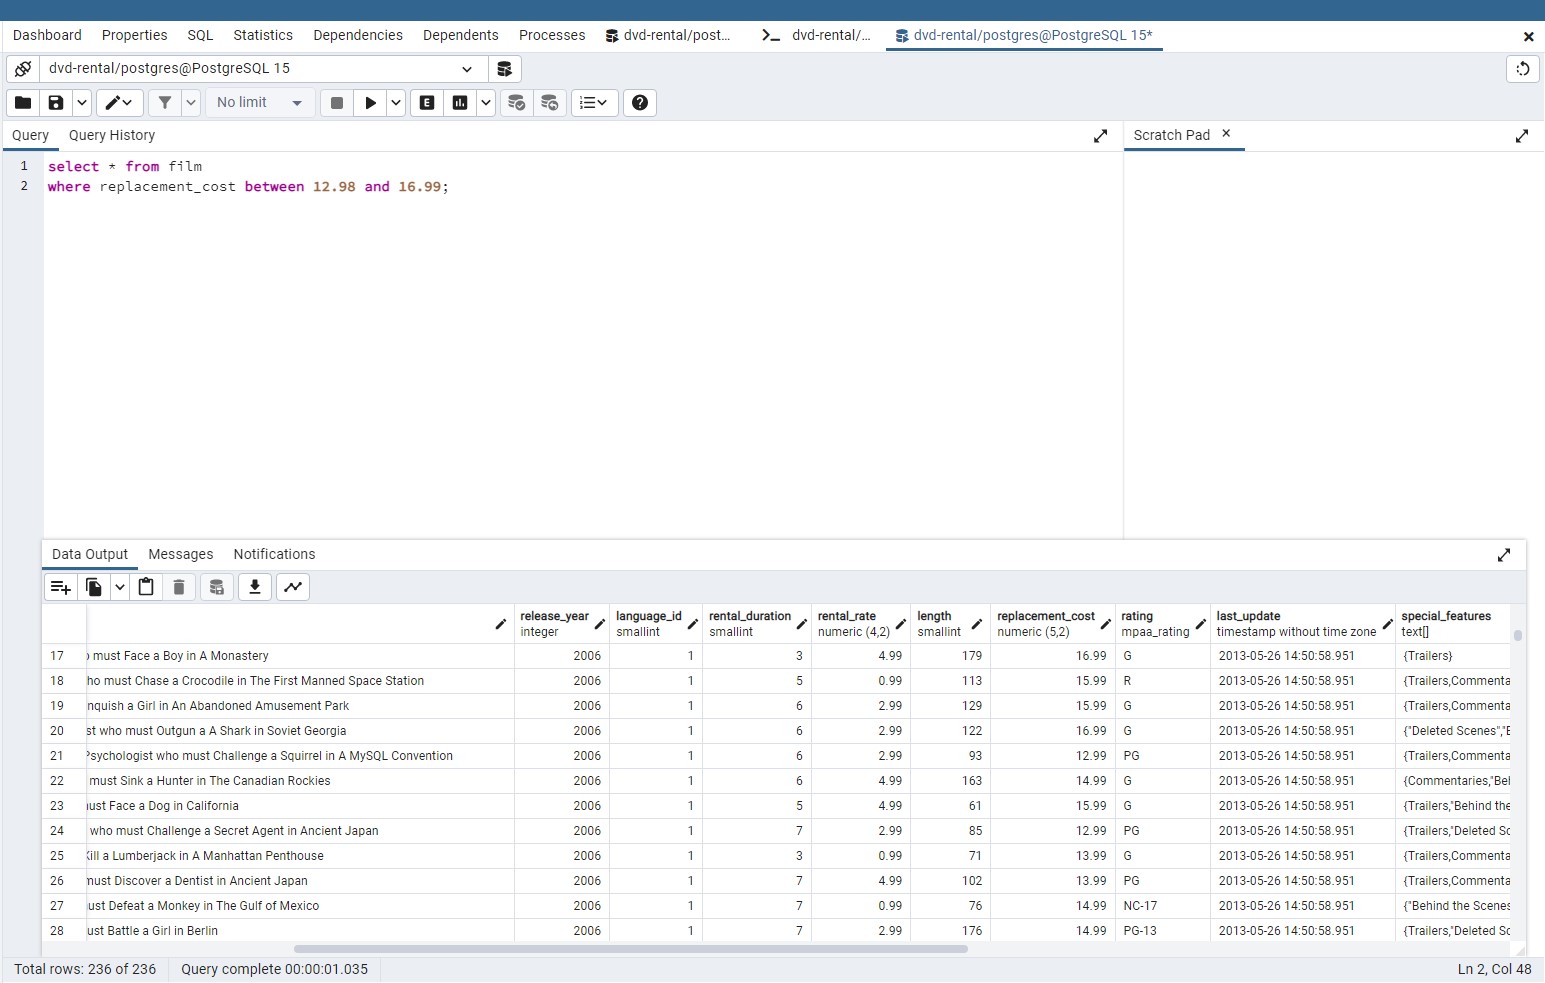 Dashboard Properties SQL Statistics Dependencies Dependents Processes dvd-rental/post... dvd-rental/... dvd-rental/postgres@PostgreSQL 15*
dvd-rental/postgres@PostgreSQL 15
No limit
Query Query History Scratch Pad
1 select * from film
2 where replacement_cost between 12.98 and 16.99;
Data Output Messages Notifications
release_year language_id rental_duration rental_rate length replacement_cost rating last_update special_features
integer smallint smallint numeric (4,2) smallint numeric (5,2) mpaa_rating timestamp without time zone text[]
17 must Face a Boy in A Monastery 2006 1 3 4.99 179 16.99 G 2013-05-26 14:50:58.951 {Trailers}
18 ho must Chase a Crocodile in The First Manned Space Station 2006 1 5 0.99 113 15.99 R 2013-05-26 14:50:58.951 {Trailers,Commenta
19 nquish a Girl in An Abandoned Amusement Park 2006 1 6 2.99 129 15.99 G 2013-05-26 14:50:58.951 {Trailers,Commenta
20 st who must Outgun a A Shark in Soviet Georgia 2006 1 6 2.99 122 16.99 G 2013-05-26 14:50:58.951 {"Deleted Scenes","B
21 Psychologist who must Challenge a Squirrel in A MySQL Convention 2006 1 6 2.99 93 12.99 PG 2013-05-26 14:50:58.951 {Trailers,Commenta
22 must Sink a Hunter in The Canadian Rockies 2006 1 6 4.99 163 14.99 G 2013-05-26 14:50:58.951 {Commentaries,"Beh
23 ust Face a Dog in California 2006 1 5 4.99 61 15.99 G 2013-05-26 14:50:58.951 {Trailers,"Behind the
24 who must Challenge a Secret Agent in Ancient Japan 2006 1 7 2.99 85 12.99 PG 2013-05-26 14:50:58.951 {Trailers,"Deleted Sc
25 Kill a Lumberjack in A Manhattan Penthouse 2006 1 3 0.99 71 13.99 G 2013-05-26 14:50:58.951 {Trailers,Commenta
26 must Discover a Dentist in Ancient Japan 2006 1 7 4.99 102 13.99 PG 2013-05-26 14:50:58.951 {Trailers,Commenta
27 ust Defeat a Monkey in The Gulf of Mexico 2006 1 7 0.99 76 14.99 NC-17 2013-05-26 14:50:58.951 {"Behind the Scenes
28 ust Battle a Girl in Berlin 2006 1 7 2.99 176 14.99 PG-13 2013-05-26 14:50:58.951 {Trailers,"Deleted Sc
Total rows: 236 of 236 Query complete 00:00:01.035 Ln 2, Col 48